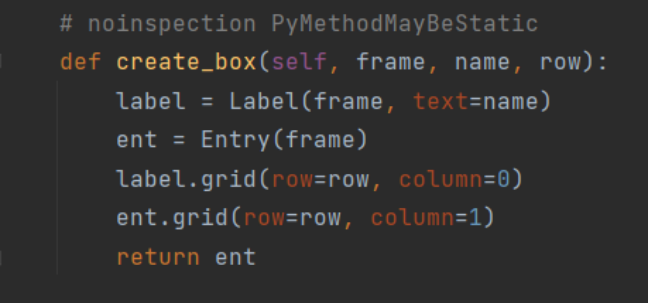 # noinspection PyMethodMayBeStatic
def create_box(self, frame, name, row):
label = Label(frame, text=name)
ent = Entry(frame)
label.grid(row=row, column=0)
ent.grid(row=row, column=1)
return ent